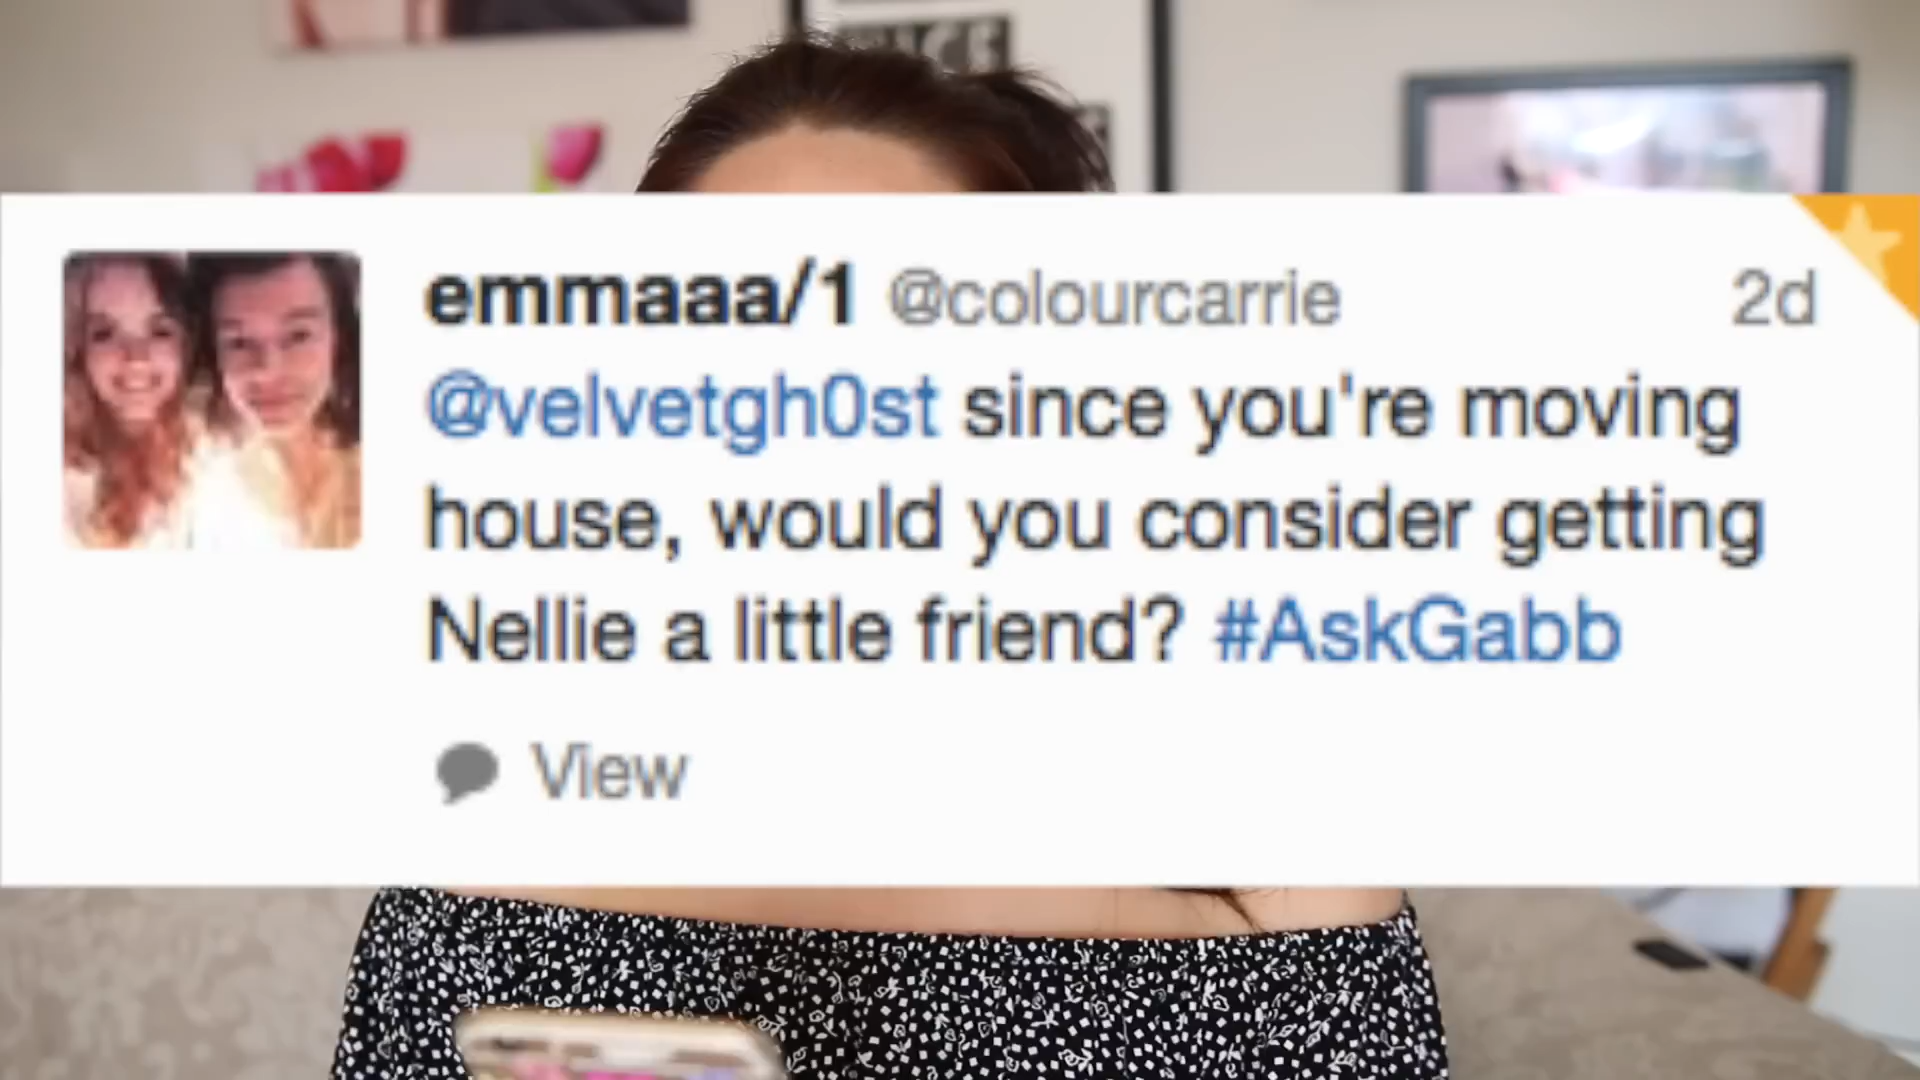 emmaaa/1 @colourcarrie 2d
@velvetgh0st since you're moving
house, would you consider getting
Nellie a little friend? #AskGabb
View